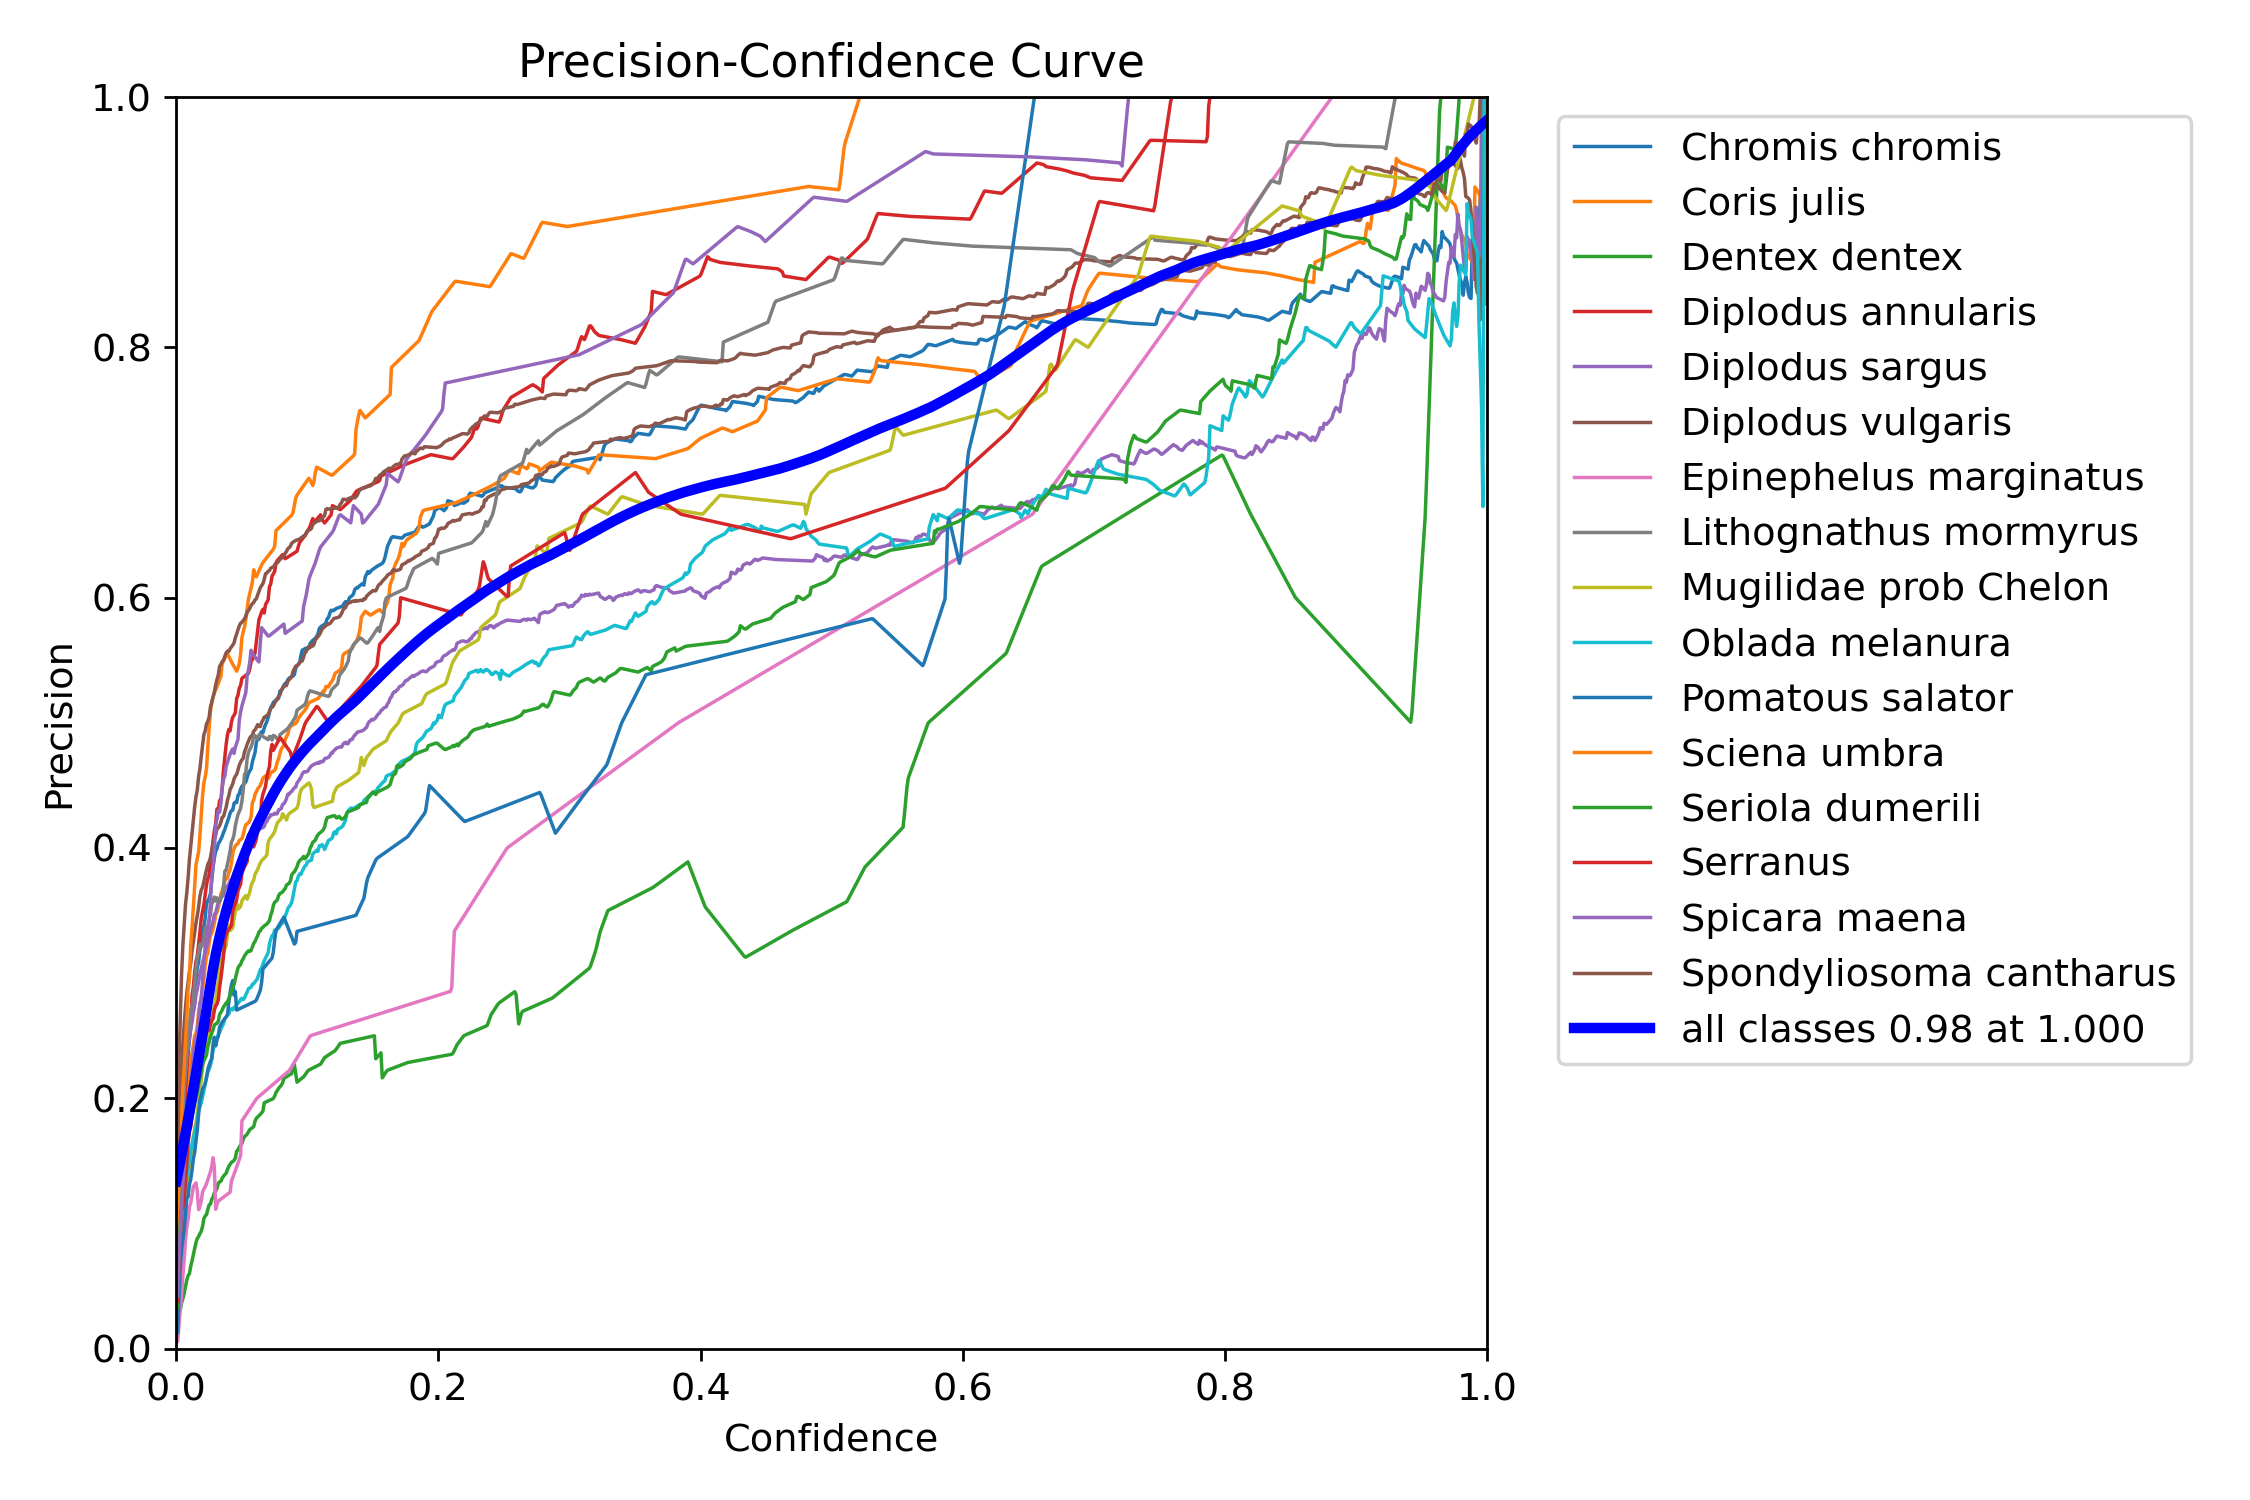 Precision-Confidence Curve
1.0
0.8
0.6
0.4
0.2
0.0
Precision
0.0 0.2 0.4 0.6 0.8 1.0
Confidence
Chromis chromis
Coris julis
Dentex dentex
Diplodus annularis
Diplodus sargus
Diplodus vulgaris
Epinephelus marginatus
Lithognathus mormyrus
Mugilidae prob Chelon
Oblada melanura
Pomatous salator
Sciena umbra
Seriola dumerili
Serranus
Spicara maena
Spondyliosoma cantharus
all classes 0.98 at 1.000